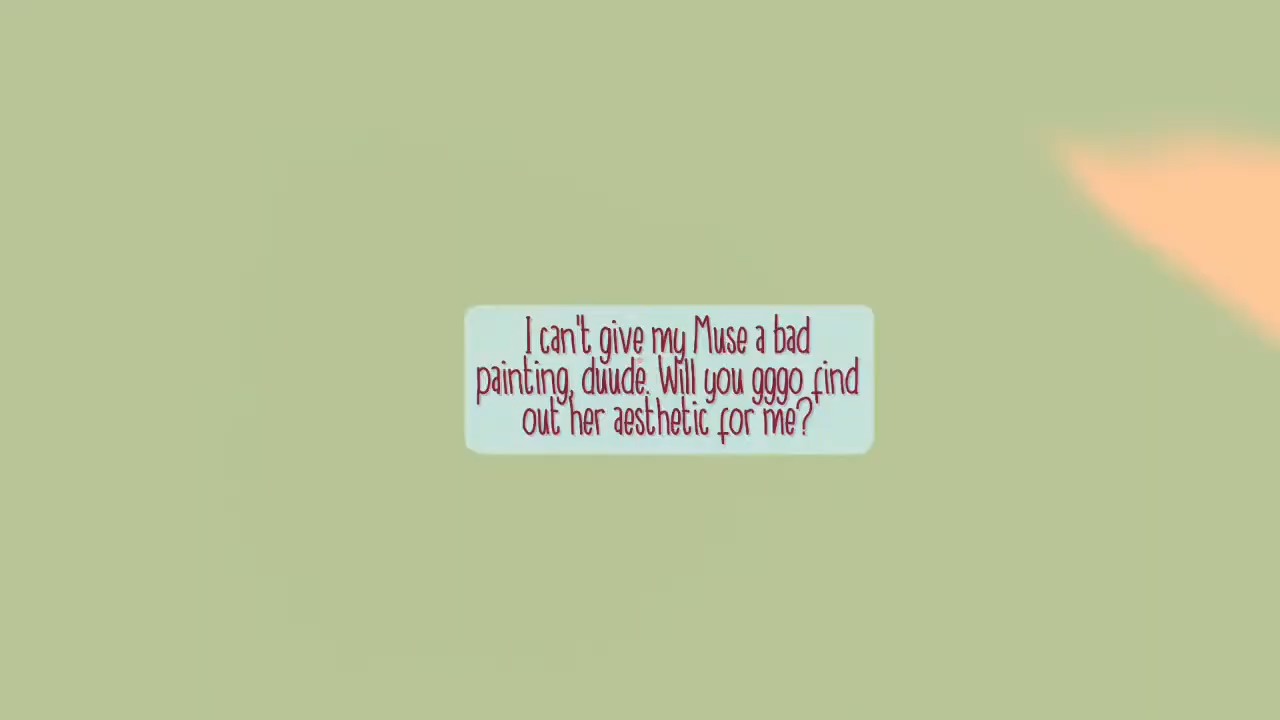 I can't give my Muse a bad
painting, duude. Will you gggo find
out her aesthetic for me?